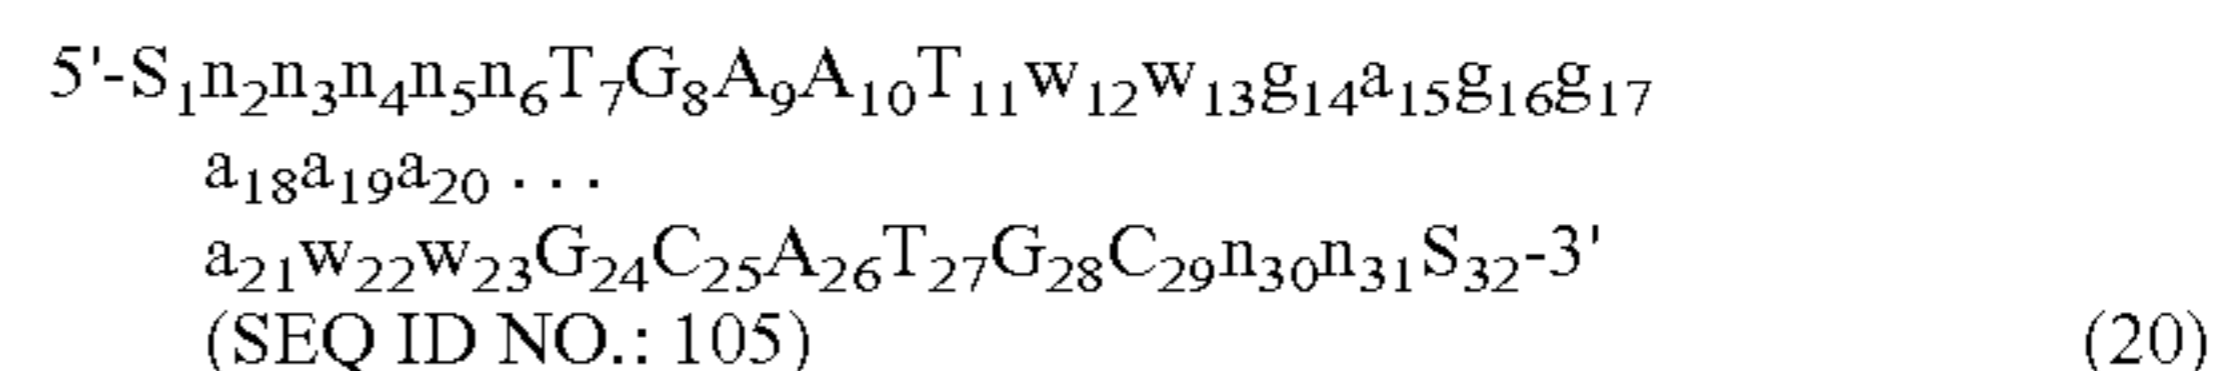 5'-S₁n₂n₃n₄n₅n₆T₇G₈A₉A₁₀T₁₁w₁₂w₁₃g₁₄a₁₅g₁₆g₁₇
a₁₈a₁₉a₂₀ . . .
a₂₁w₂₂w₂₃G₂₄C₂₅A₂₆T₂₇G₂₈C₂₉n₃₀n₃₁S₃₂-3'
(SEQ ID NO.: 105) (20)